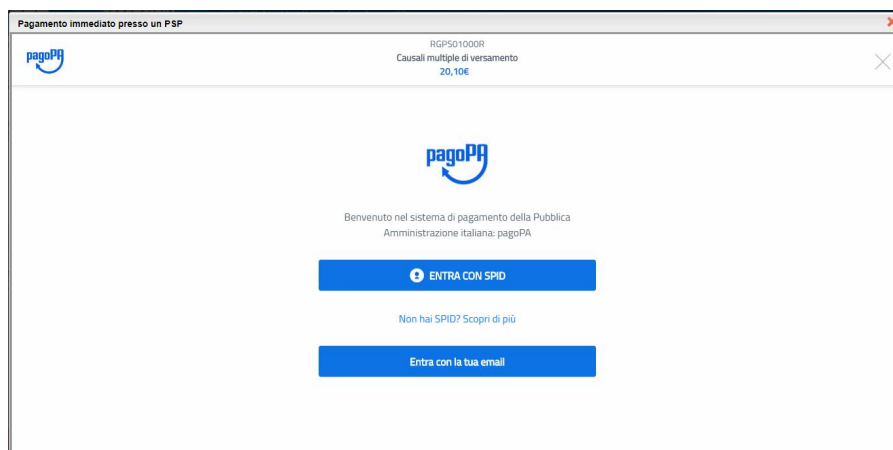 Pagamento immediato presso un PSP
pagoPA
RGPS01000R
Causali multiple di versamento
20,10€
pagoPA
Benvenuto nel sistema di pagamento della Pubblica
Amministrazione italiana: pagoPA
ENTRA CON SPID
Non hai SPID? Scopri di più
Entra con la tua email